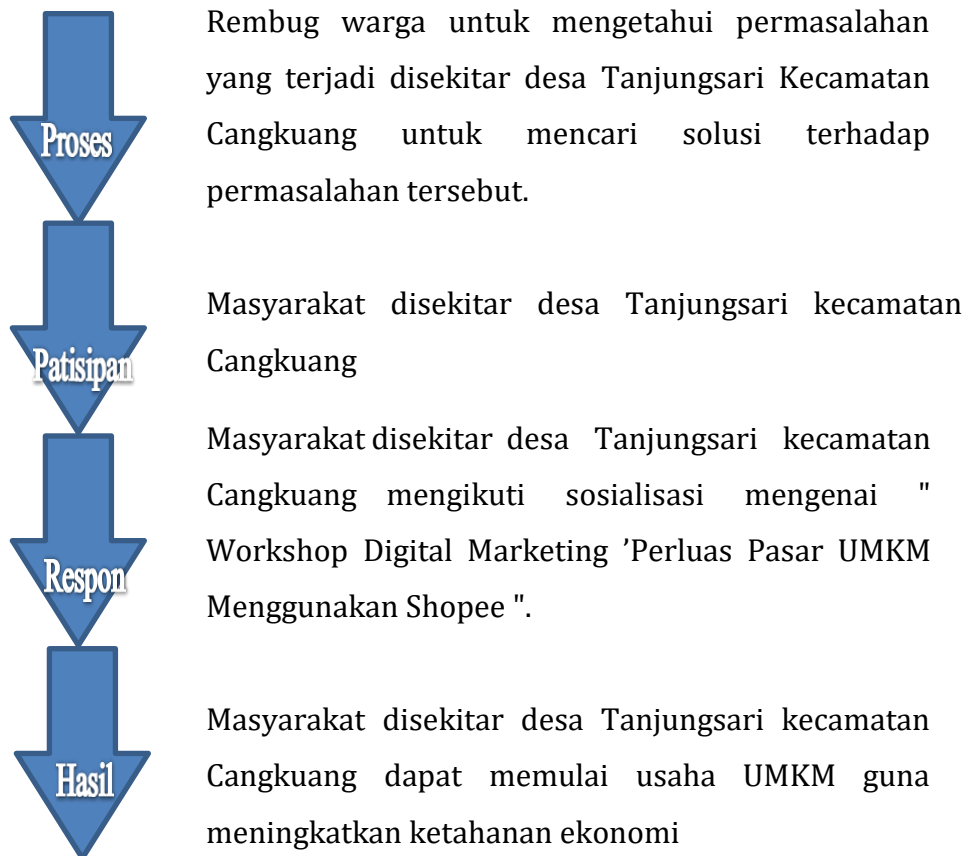 Rembug warga untuk mengetahui permasalahan
yang terjadi disekitar desa Tanjungsari Kecamatan
Proses
Cangkuang untuk mencari solusi terhadap
permasalahan tersebut.
Masyarakat disekitar desa Tanjungsari kecamatan
Patisipan
Cangkuang
Masyarakat disekitar desa Tanjungsari kecamatan
Cangkuang mengikuti sosialisasi mengenai "
Workshop Digital Marketing ’Perluas Pasar UMKM
Respon
Menggunakan Shopee ".
Masyarakat disekitar desa Tanjungsari kecamatan
Hasil
Cangkuang dapat memulai usaha UMKM guna
meningkatkan ketahanan ekonomi